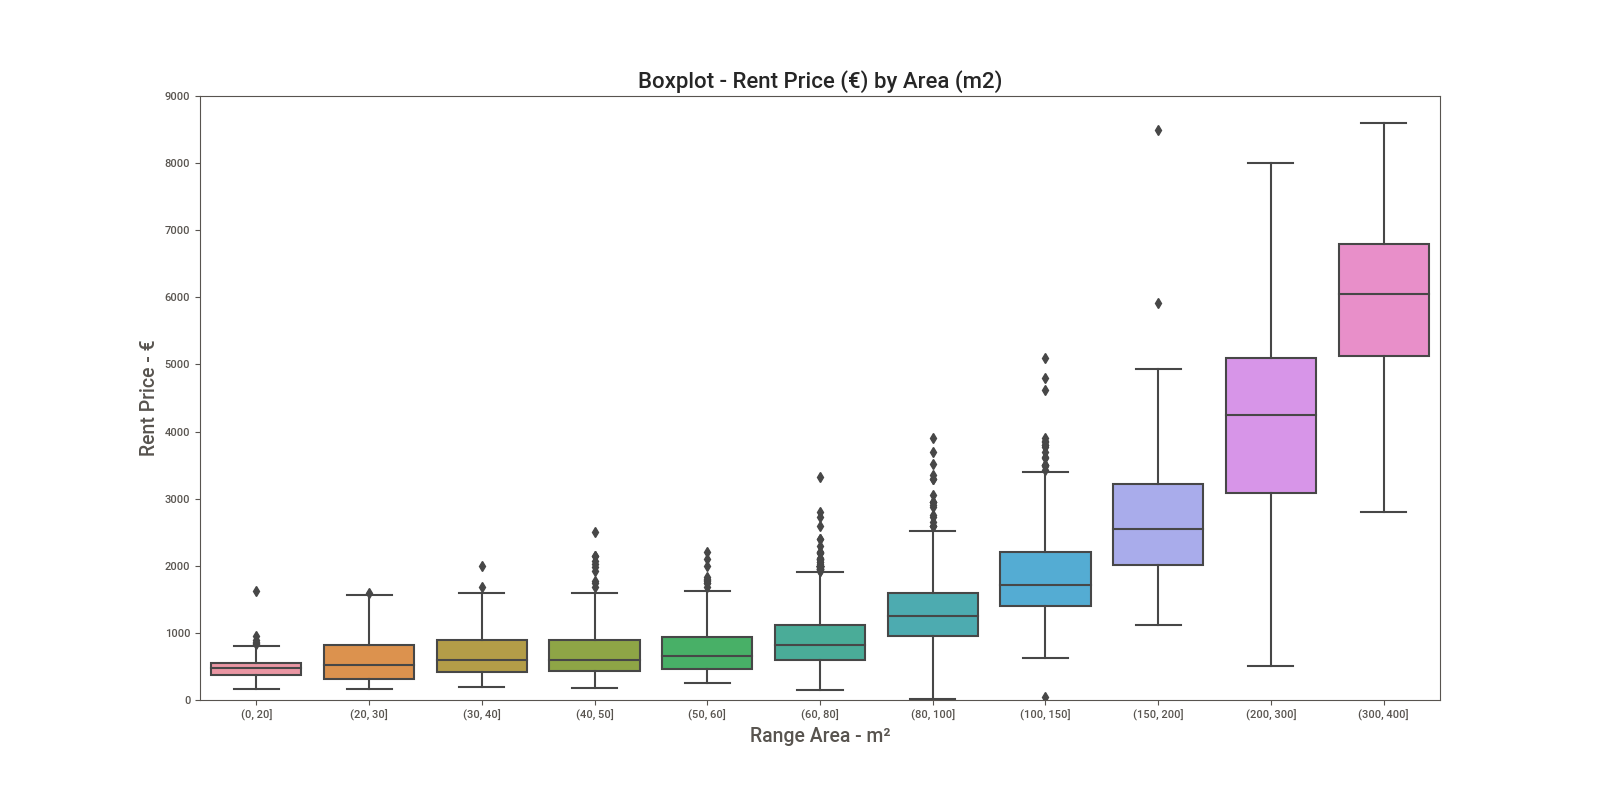 Boxplot - Rent Price (€) by Area (m2)
9000
8000
7000
6000
5000
4000
3000
2000
1000
0
Rent Price - €
(0, 20] (20, 30] (30, 40] (40, 50] (50, 60] (60, 80] (80, 100] (100, 150] (150, 200] (200, 300] (300, 400]
Range Area - m²